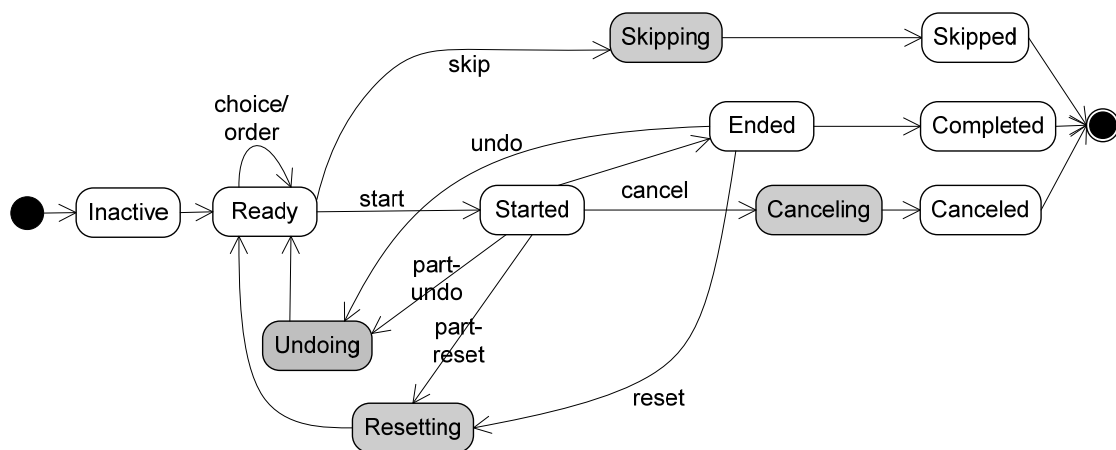 Skipping
Skipped
skip
choice/
order
Ended
Completed
undo
Inactive
Ready
start
Started
cancel
Canceling
Canceled
part-
undo
Undoing
part-
reset
reset
Resetting